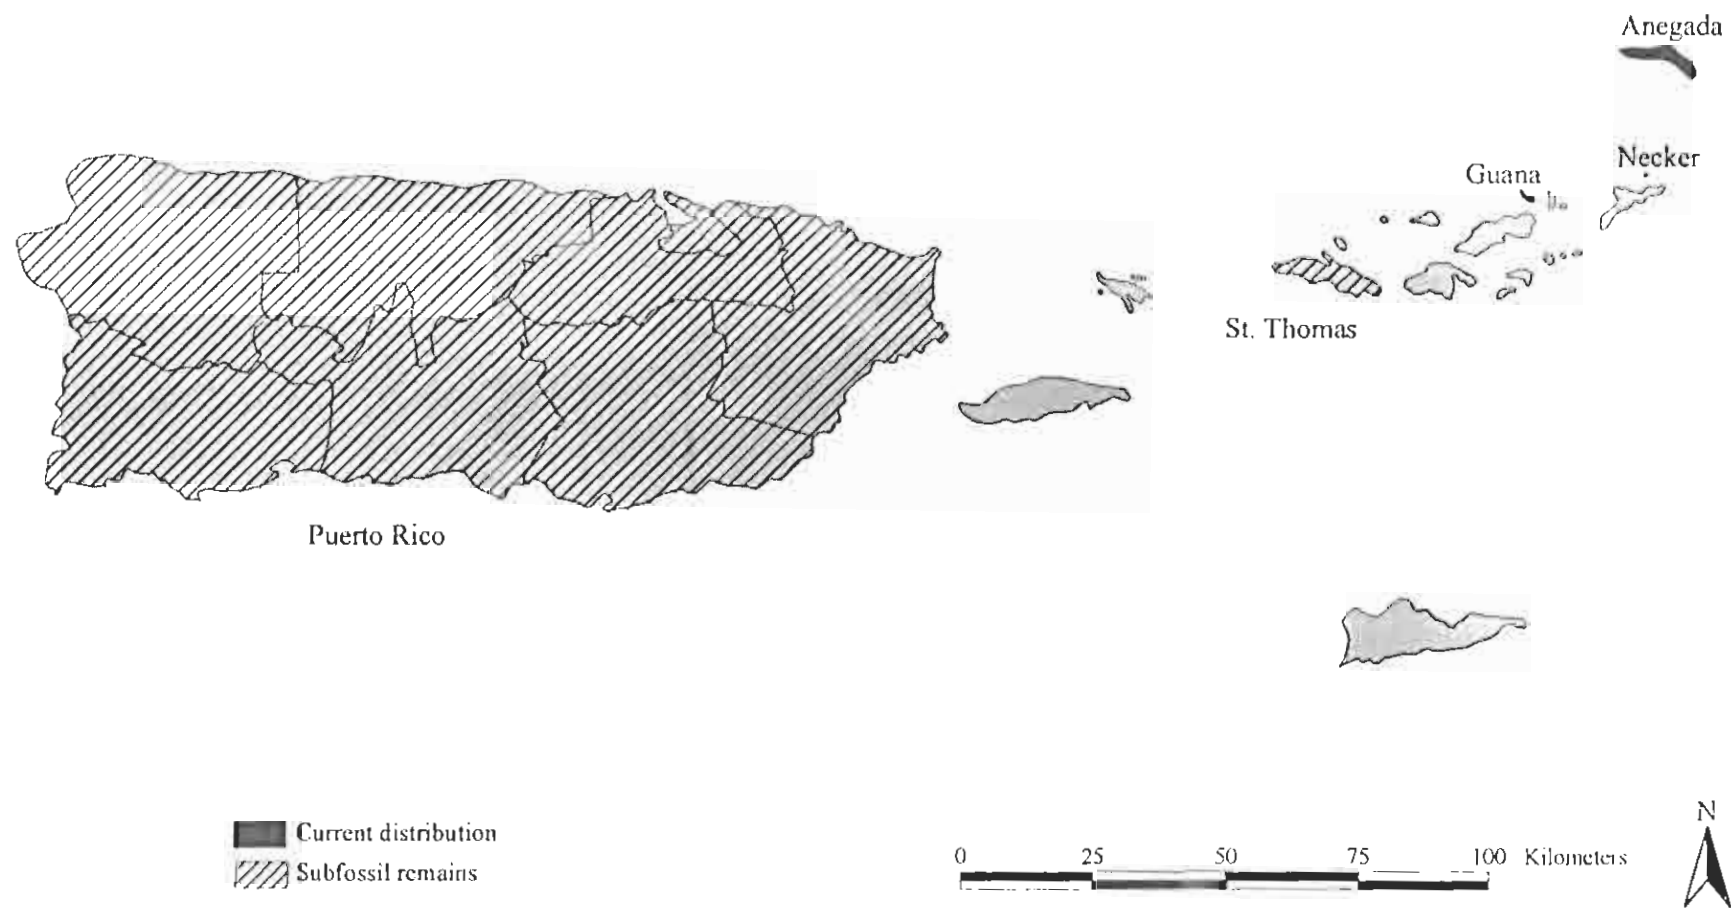 Anegada
Necker
Guana
St. Thomas
Puerto Rico
Current distribution
Subfossil remains
0 25 50 75 100 Kilometers
N